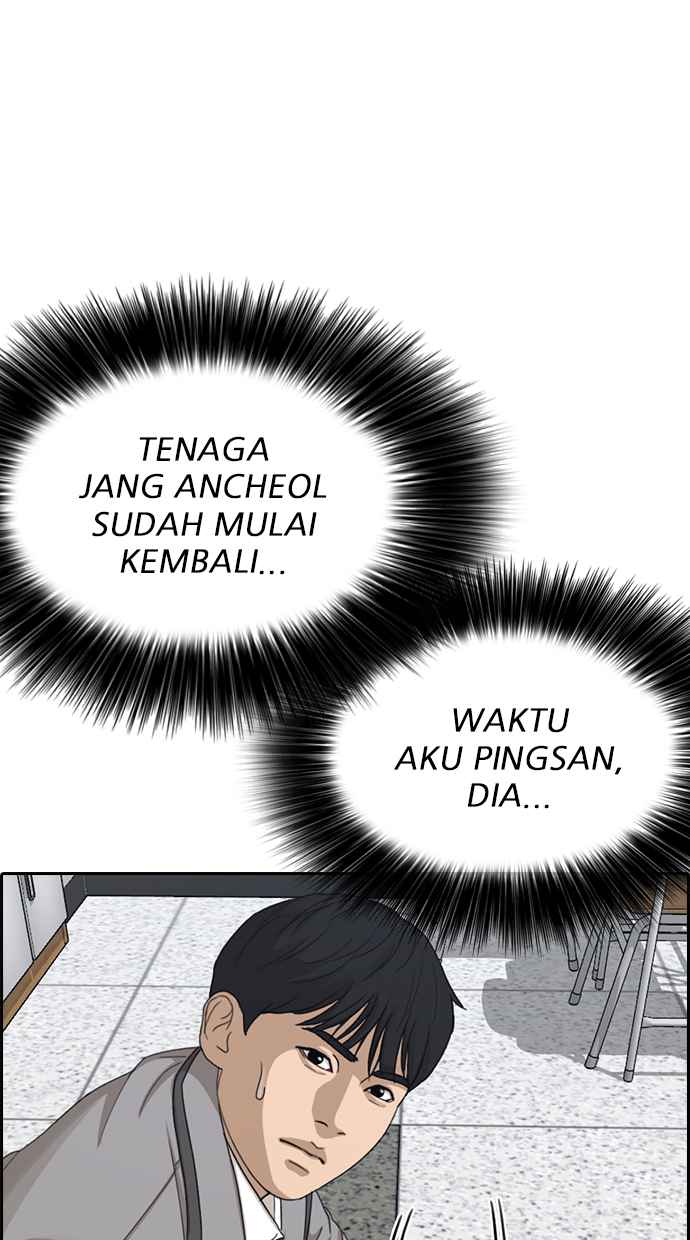 TENAGA
JANG ANCHEOL
SUDAH MULAI
KEMBALI...
WAKTU
AKU PINGSAN,
DIA...